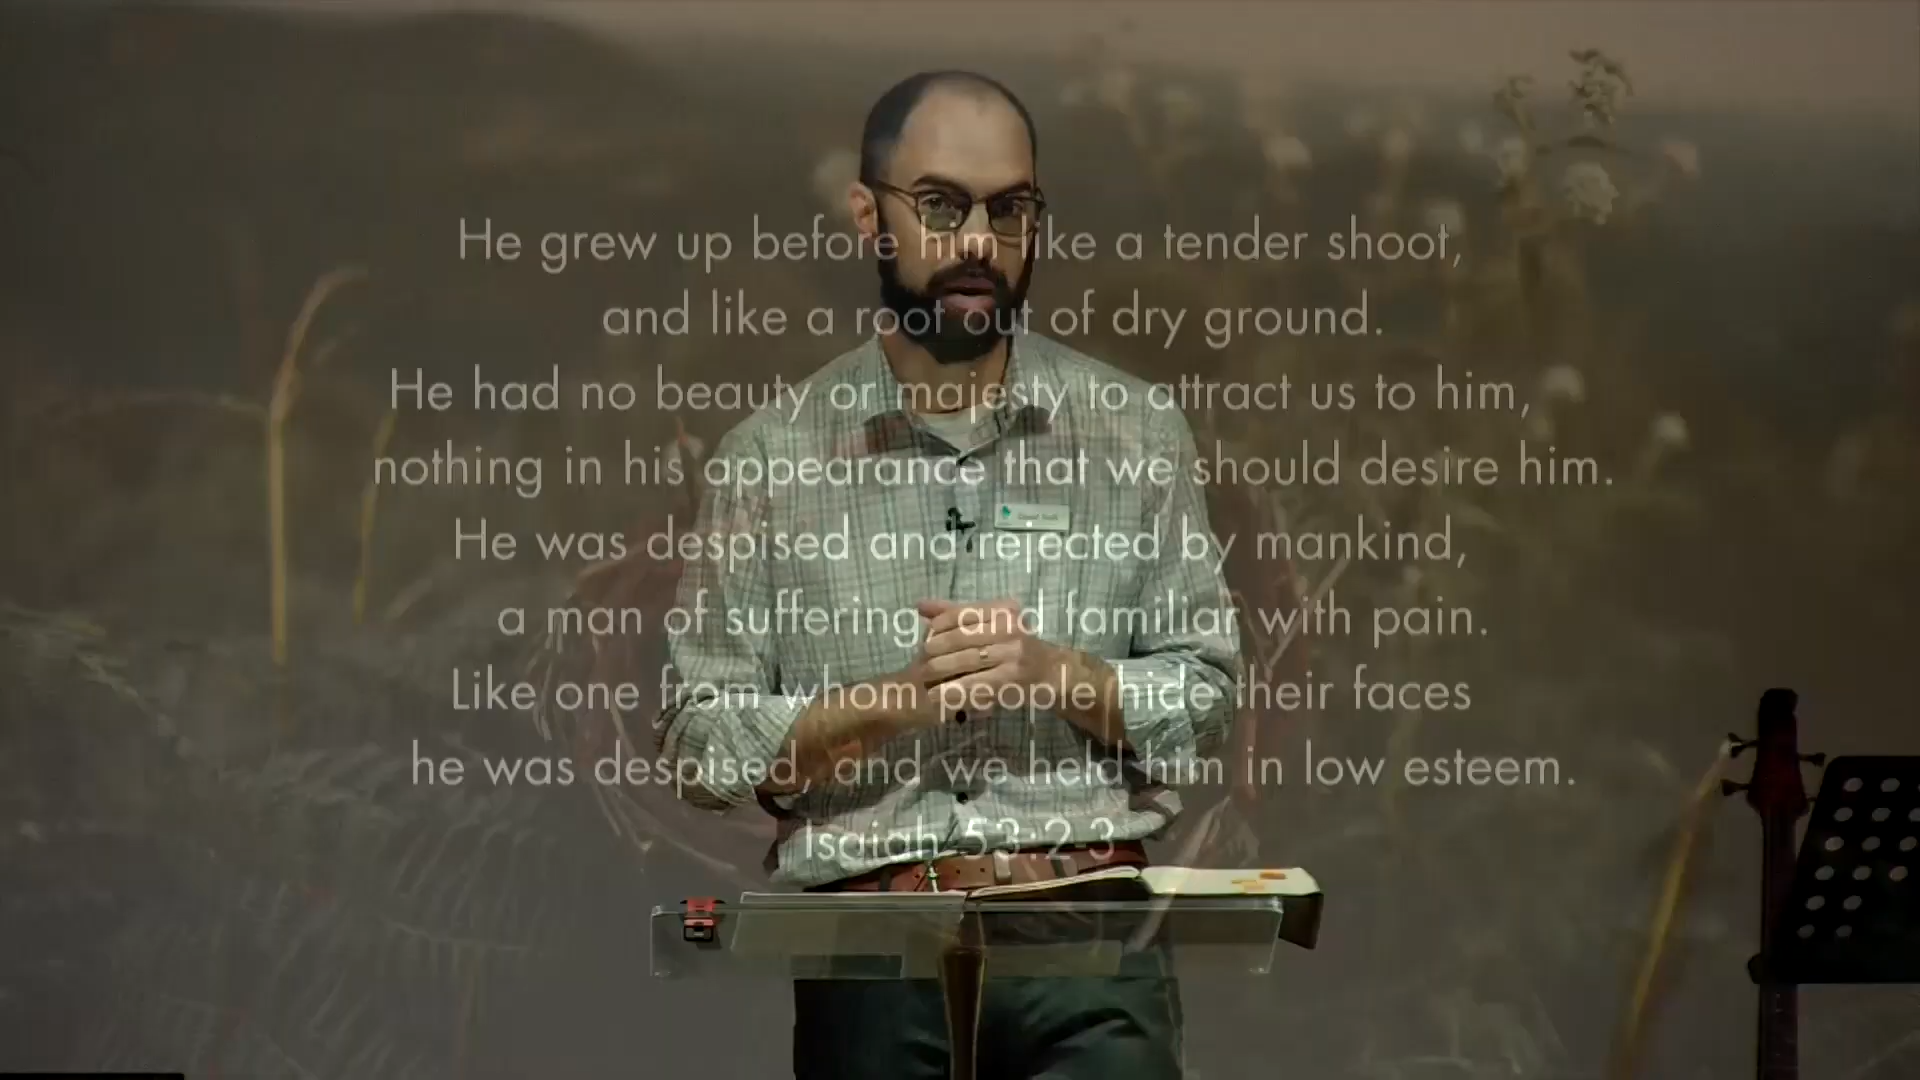 He grew up before him like a tender shoot,
and like a root out of dry ground.
He had no beauty or majesty to attract us to him,
nothing in his appearance that we should desire him.
He was despised and rejected by mankind,
a man of suffering, and familiar with pain.
Like one from whom people hide their faces
he was despised, and we held him in low esteem.
Isaiah 53:2-3